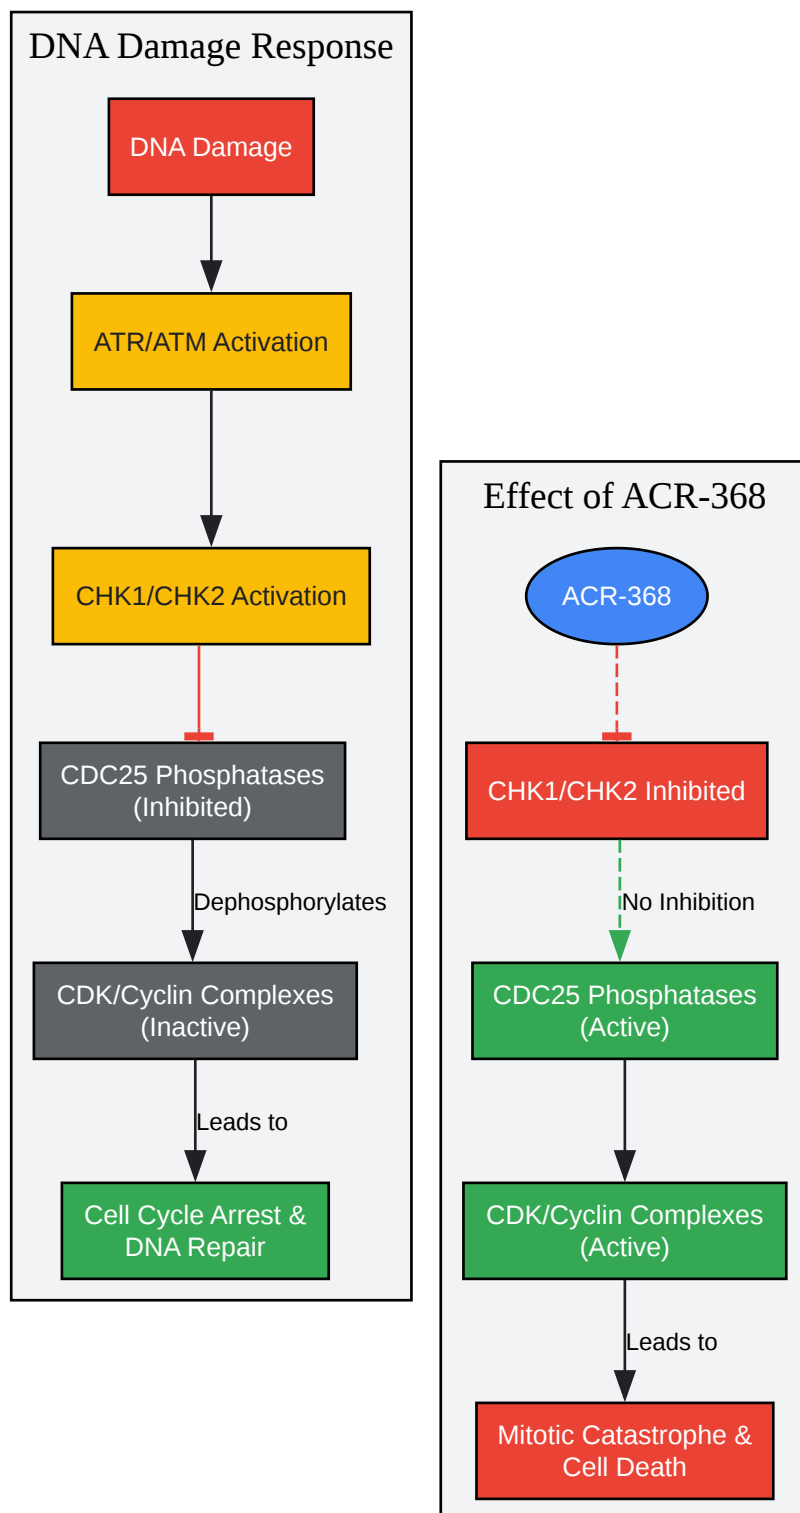 DNA Damage Response
DNA Damage
ATR/ATM Activation
CHK1/CHK2 Activation
CDC25 Phosphatases
(Inhibited)
Dephosphorylates
CDK/Cyclin Complexes
(Inactive)
Leads to
Cell Cycle Arrest &
DNA Repair
Effect of ACR-368
ACR-368
CHK1/CHK2 Inhibited
No Inhibition
CDC25 Phosphatases
(Active)
CDK/Cyclin Complexes
(Active)
Leads to
Mitotic Catastrophe &
Cell Death